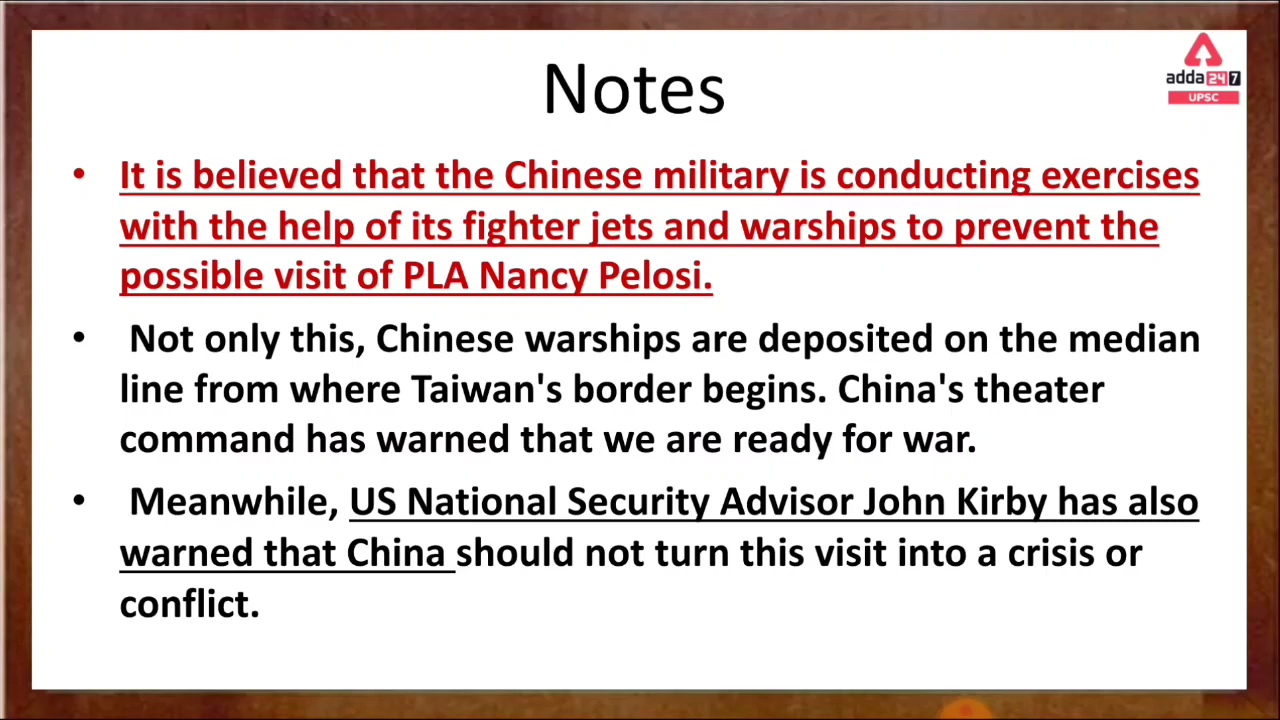 Notes
adda247
UPSC
• It is believed that the Chinese military is conducting exercises
with the help of its fighter jets and warships to prevent the
possible visit of PLA Nancy Pelosi.
• Not only this, Chinese warships are deposited on the median
line from where Taiwan's border begins. China's theater
command has warned that we are ready for war.
• Meanwhile, US National Security Advisor John Kirby has also
warned that China should not turn this visit into a crisis or
conflict.